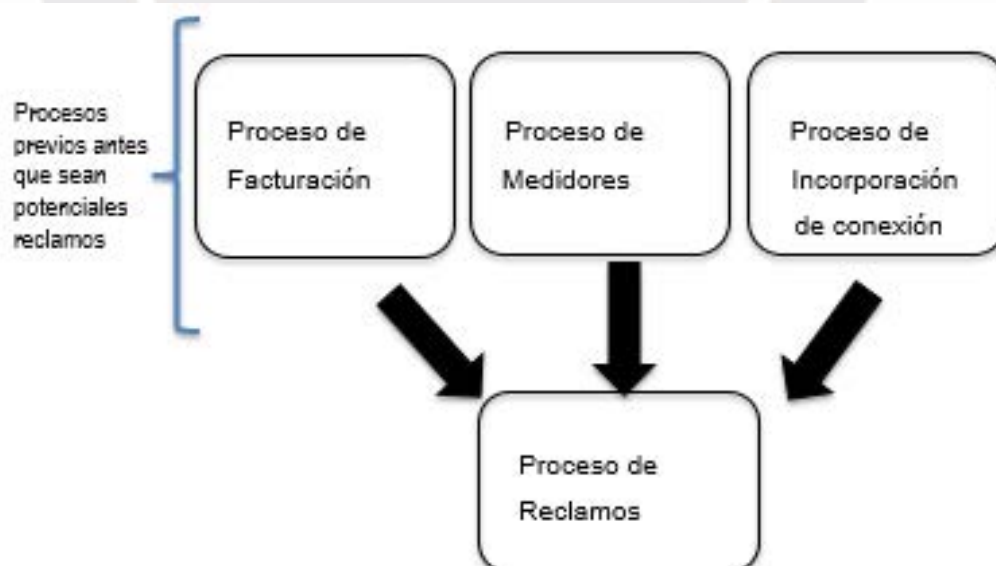 Procesos
previos antes
que sean
potenciales
reclamos
Proceso de
Facturación
Proceso de
Medidores
Proceso de
Incorporación
de conexión
Proceso de
Reclamos